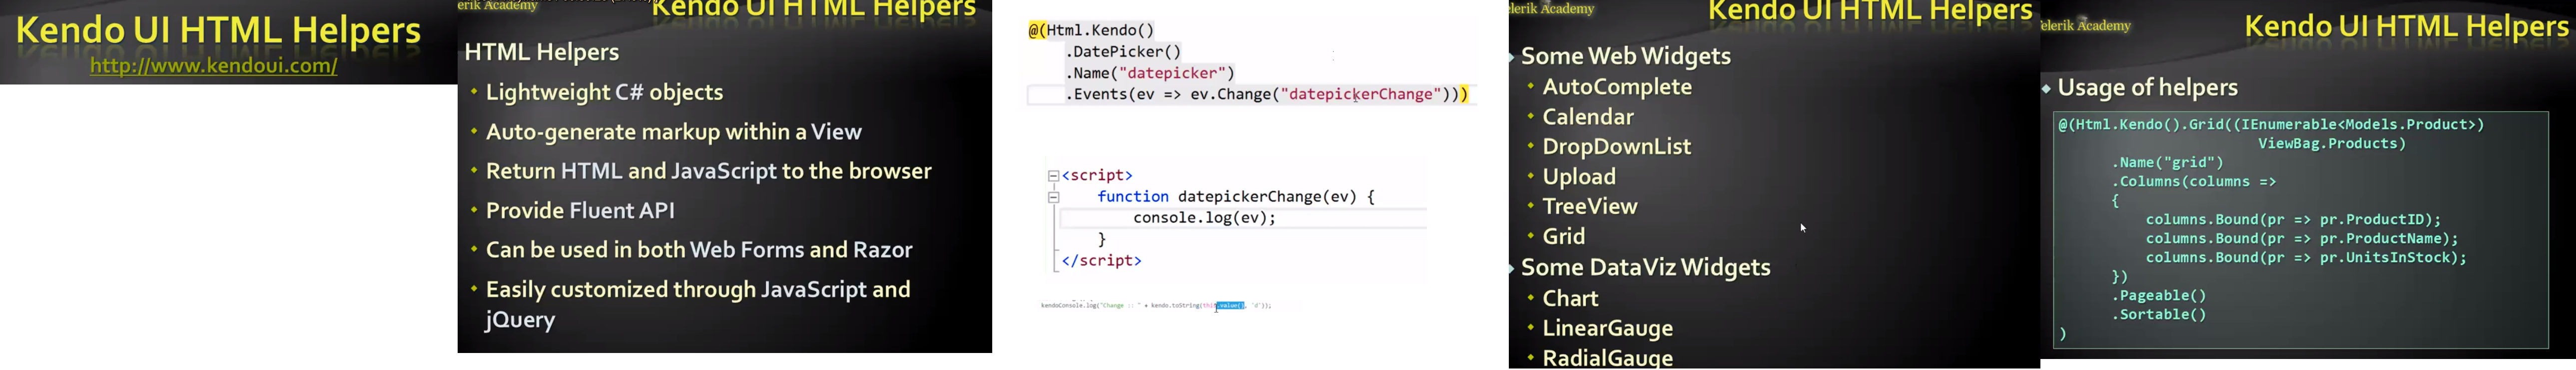 Kendo UI HTML Helpers
http://www.kendoui.com/
erik Academy
Kendo UI HTML Helpers
HTML Helpers
Lightweight C# objects
Auto-generate markup within a View
Return HTML and JavaScript to the browser
Provide Fluent API
Can be used in both Web Forms and Razor
Easily customized through JavaScript and
jQuery
@(Html.Kendo()
.DatePicker()
.Name("datepicker")
.Events(ev => ev.Change("datepickerChange")))
<script>
function datepickerChange(ev) {
console.log(ev);
}
</script>
kendoConsole.log("Change :: " + kendo.toString(this.value(), 'd'));
lerik Academy
Kendo UI HTML Helpers
Some Web Widgets
AutoComplete
Calendar
DropDownList
Upload
TreeView
Grid
Some DataViz Widgets
Chart
LinearGauge
RadialGauge
elerik Academy
Kendo UI HTML Helpers
Usage of helpers
@(Html.Kendo().Grid((IEnumerable<Models.Product>)
ViewBag.Products)
.Name("grid")
.Columns(columns =>
{
columns.Bound(pr => pr.ProductID);
columns.Bound(pr => pr.ProductName);
columns.Bound(pr => pr.UnitsInStock);
})
.Pageable()
.Sortable()
)